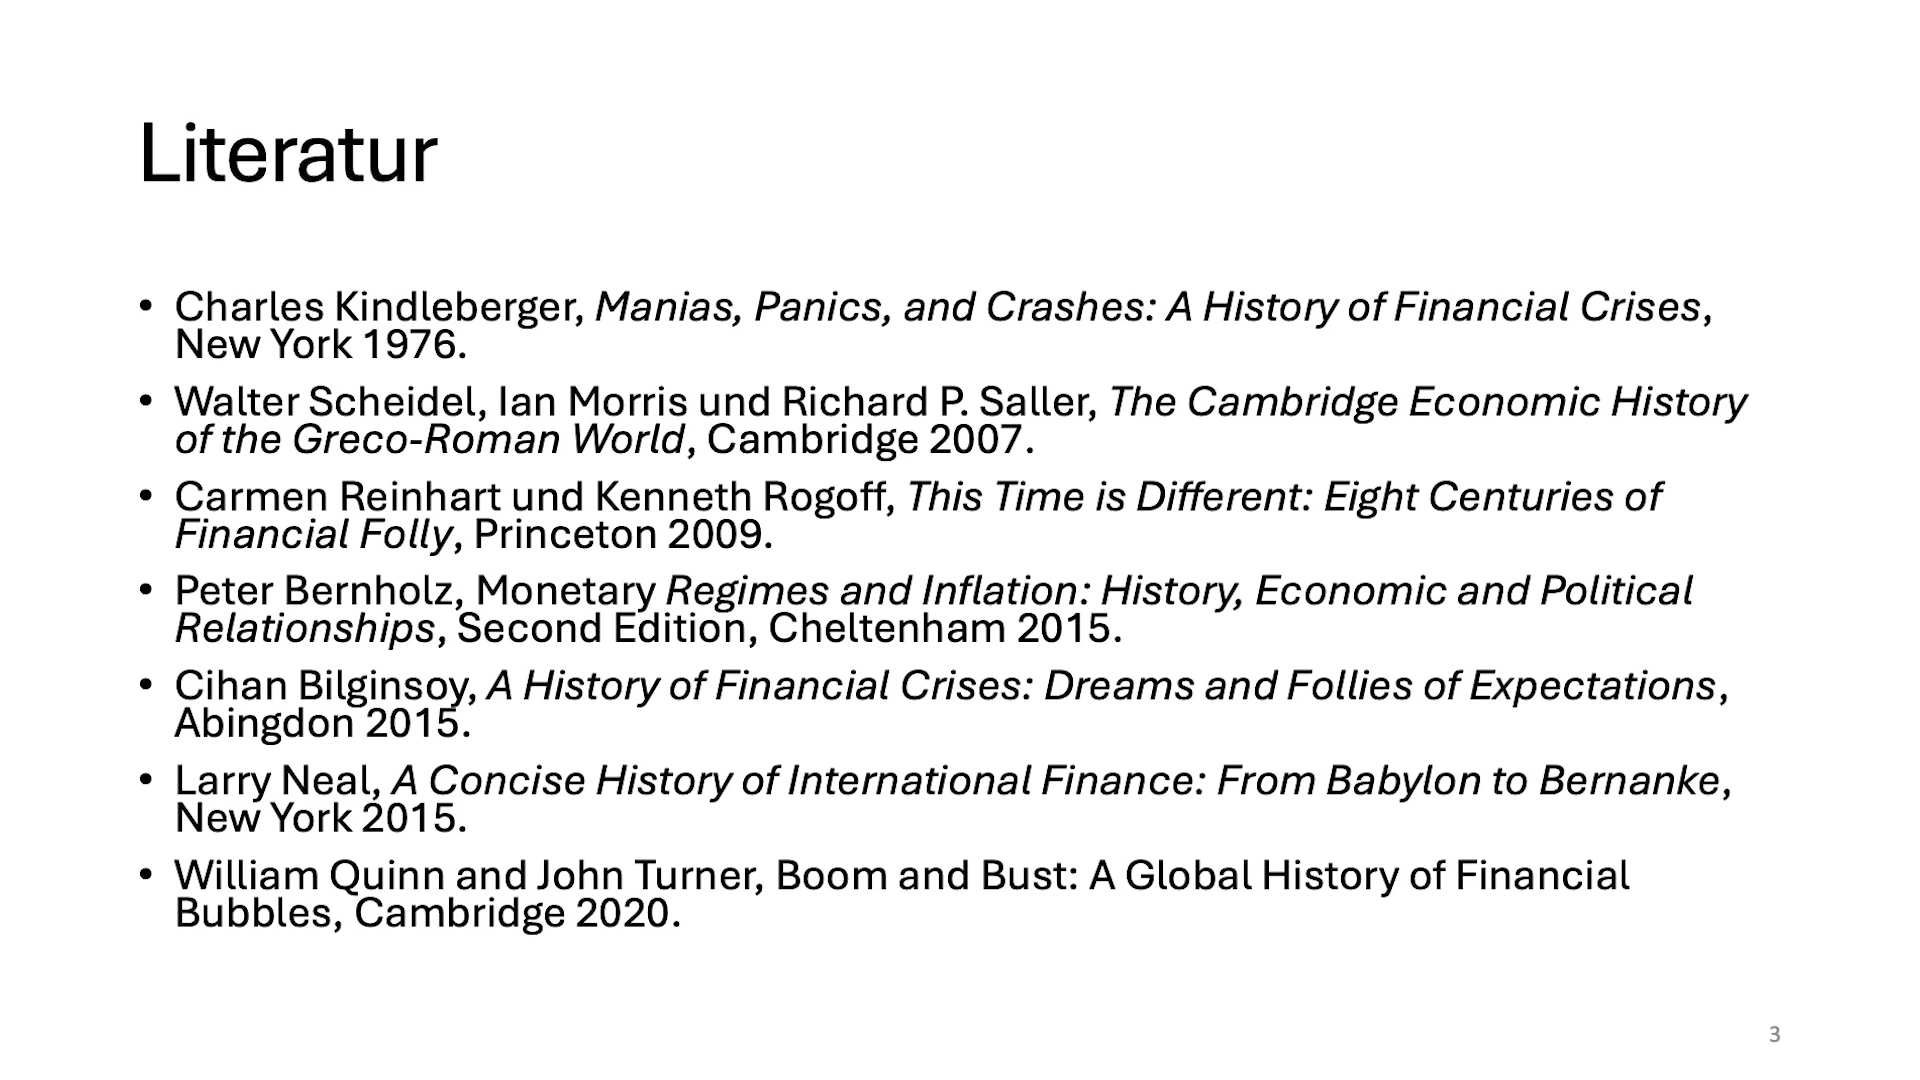 Literatur
• Charles Kindleberger, Manias, Panics, and Crashes: A History of Financial Crises,
New York 1976.
• Walter Scheidel, Ian Morris und Richard P. Saller, The Cambridge Economic History
of the Greco-Roman World, Cambridge 2007.
• Carmen Reinhart und Kenneth Rogoff, This Time is Different: Eight Centuries of
Financial Folly, Princeton 2009.
• Peter Bernholz, Monetary Regimes and Inflation: History, Economic and Political
Relationships, Second Edition, Cheltenham 2015.
• Cihan Bilginsoy, A History of Financial Crises: Dreams and Follies of Expectations,
Abingdon 2015.
• Larry Neal, A Concise History of International Finance: From Babylon to Bernanke,
New York 2015.
• William Quinn and John Turner, Boom and Bust: A Global History of Financial
Bubbles, Cambridge 2020.
3